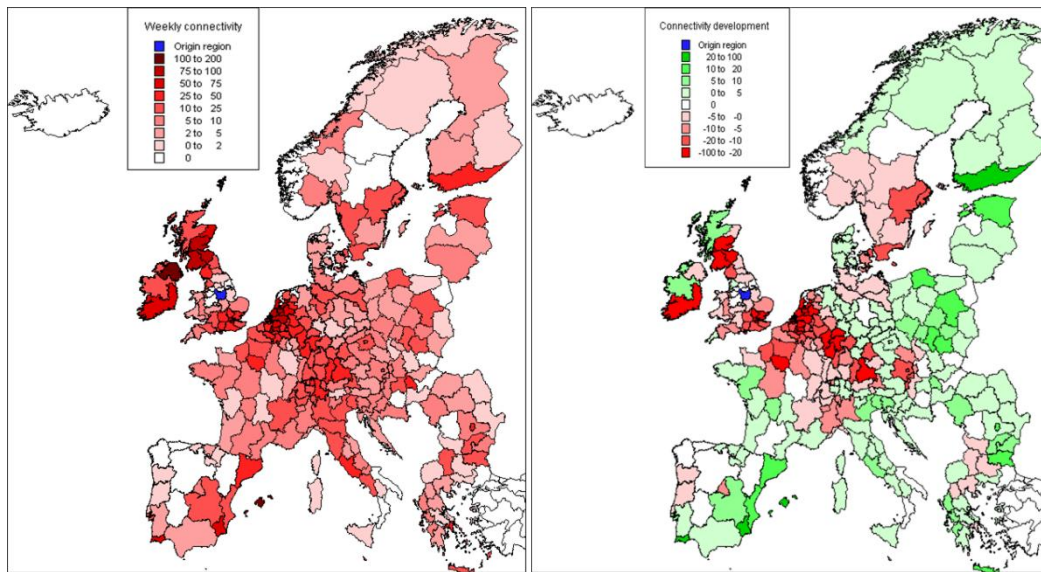 Weekly connectivity
Origin region
100 to 200
75 to 100
50 to 75
25 to 50
10 to 25
5 to 10
2 to 5
0 to 2
0
Connectivity development
Origin region
20 to 100
10 to 20
5 to 10
0 to 5
0
-5 to -0
-10 to -5
-20 to -10
-100 to -20